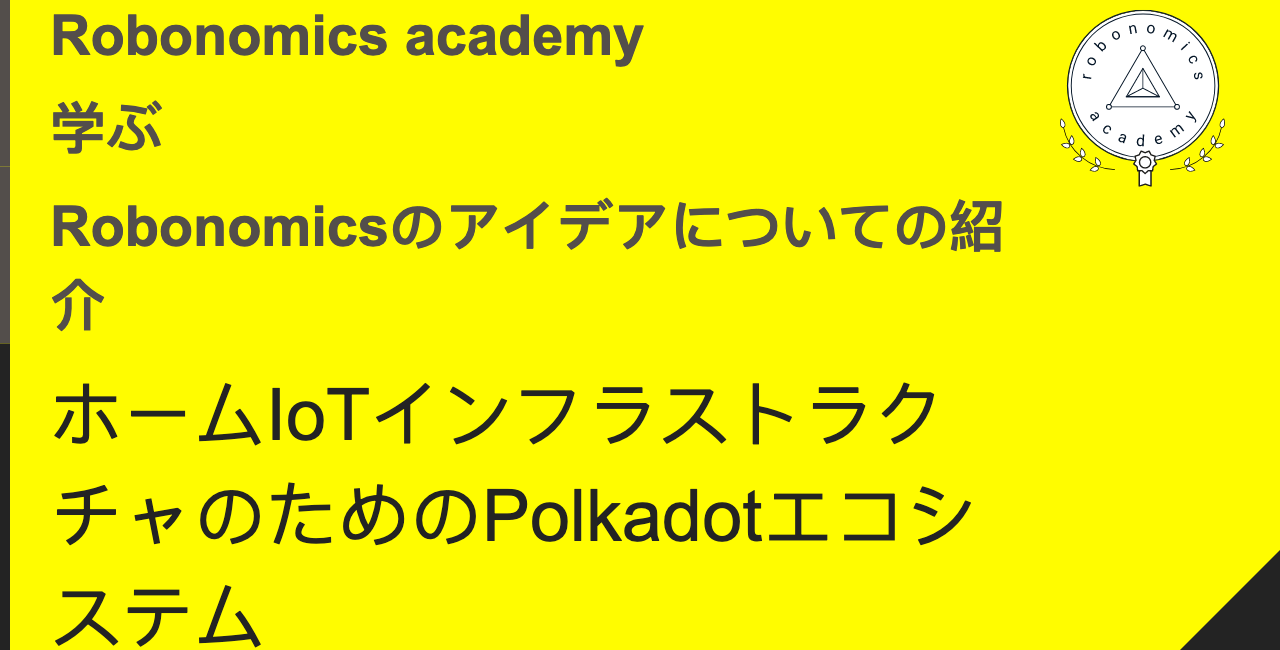 Robonomics academy
学ぶ
Robonomicsのアイデアについての紹
介
ホームIoTインフラストラク
チャのためのPolkadotエコシ
ステム
robonomics
academy